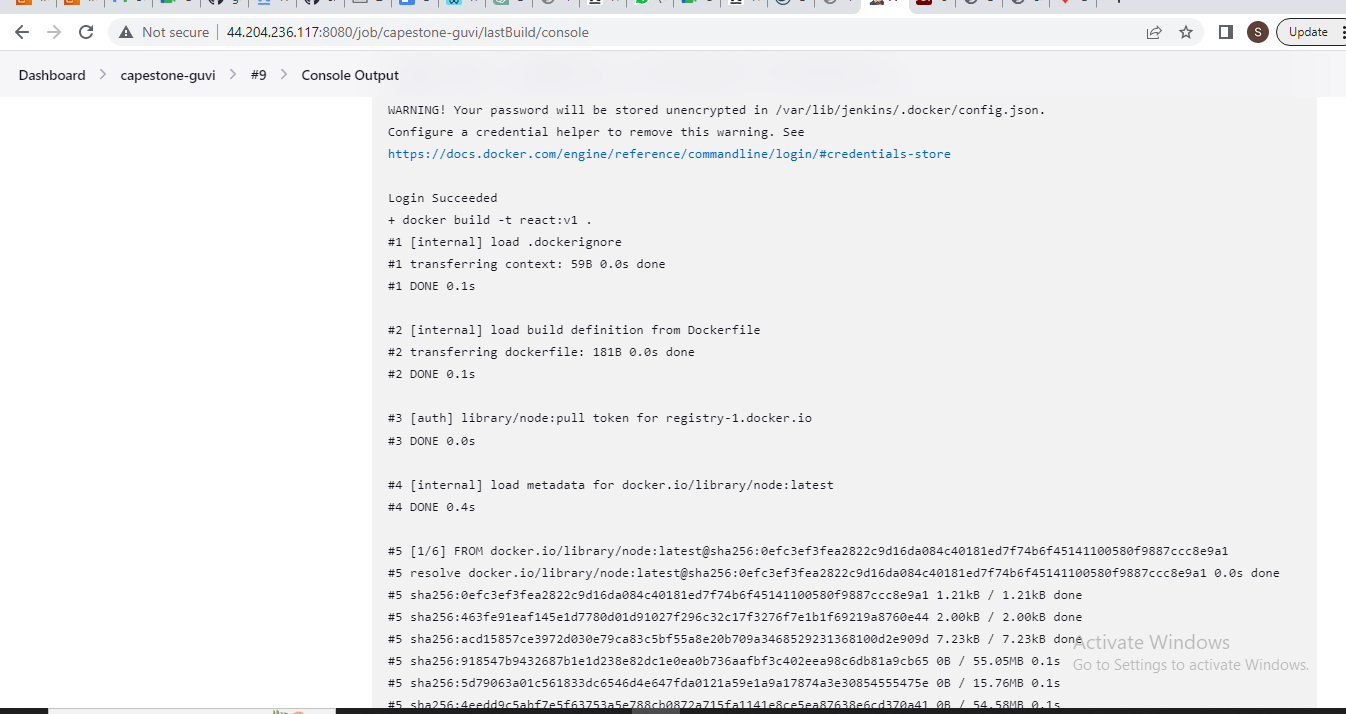 Not secure
44.204.236.117:8080/job/capestone-guvi/lastBuild/console
S
Update
Dashboard
capestone-guvi
#9
Console Output
WARNING! Your password will be stored unencrypted in /var/lib/jenkins/.docker/config.json.
Configure a credential helper to remove this warning. See
https://docs.docker.com/engine/reference/commandline/login/#credentials-store
Login Succeeded
+ docker build -t react:v1 .
#1 [internal] load .dockerignore
#1 transferring context: 59B 0.0s done
#1 DONE 0.1s
#2 [internal] load build definition from Dockerfile
#2 transferring dockerfile: 181B 0.0s done
#2 DONE 0.1s
#3 [auth] library/node:pull token for registry-1.docker.io
#3 DONE 0.0s
#4 [internal] load metadata for docker.io/library/node:latest
#4 DONE 0.4s
#5 [1/6] FROM docker.io/library/node:latest@sha256:0efc3ef3fea2822c9d16da084c40181ed7f74b6f45141100580f9887ccc8e9a1
#5 resolve docker.io/library/node:latest@sha256:0efc3ef3fea2822c9d16da084c40181ed7f74b6f45141100580f9887ccc8e9a1 0.0s done
#5 sha256:0efc3ef3fea2822c9d16da084c40181ed7f74b6f45141100580f9887ccc8e9a1 1.21kB / 1.21kB done
#5 sha256:463fe91eaf145e1d7780d01d91027f296c32c17f3276f7e1b1f69219a8760e44 2.00kB / 2.00kB done
#5 sha256:acd15857ce3972d030e79ca83c5bf55a8e20b709a3468529231368100d2e909d 7.23kB / 7.23kB done
#5 sha256:918547b9432687b1e1d238e82dc1e0ea0b736aafbf3c402eea98c6db81a9cb65 0B / 55.05MB 0.1s
#5 sha256:5d79063a01c561833dc6546d4e647fda0121a59e1a9a17874a3e30854555475e 0B / 15.76MB 0.1s
#5 sha256:4eedd9c5abf7e5f63753a5e788cb0872a715fa1141e8ce5ea87638e6cd370a41 0B / 54.58MB 0.1s
Activate Windows
Go to Settings to activate Windows.